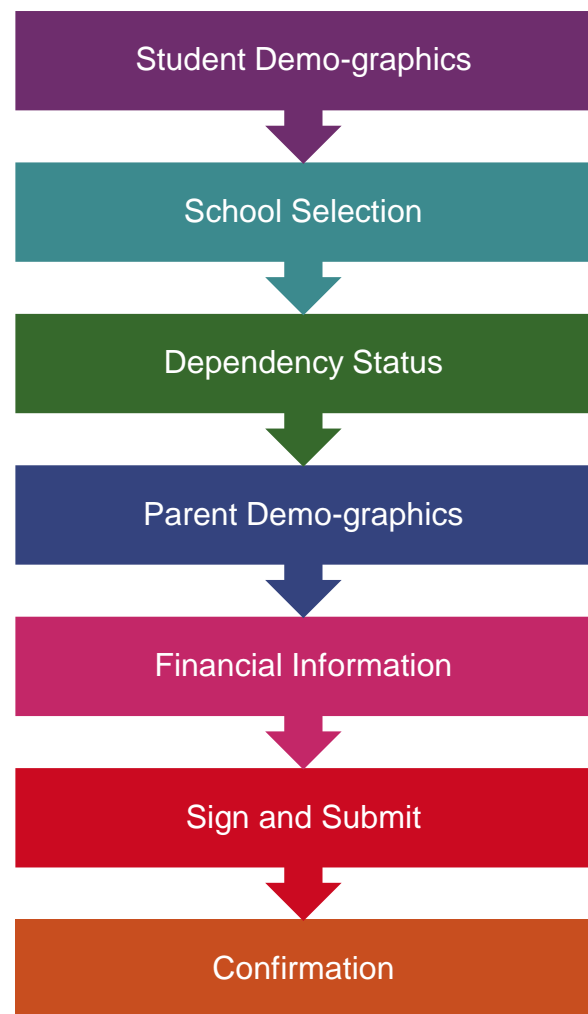 Student Demo-graphics
School Selection
Dependency Status
Parent Demo-graphics
Financial Information
Sign and Submit
Confirmation